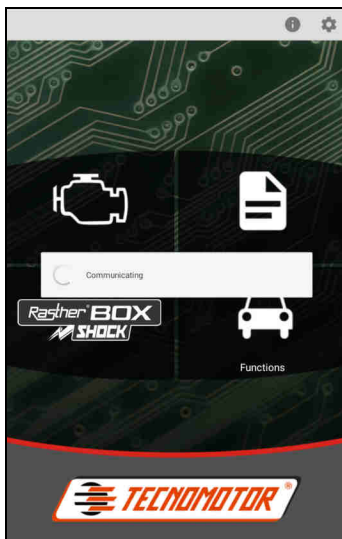 Communicating
Rasther® BOX
SHOCK
Functions
TECNOMOTOR®